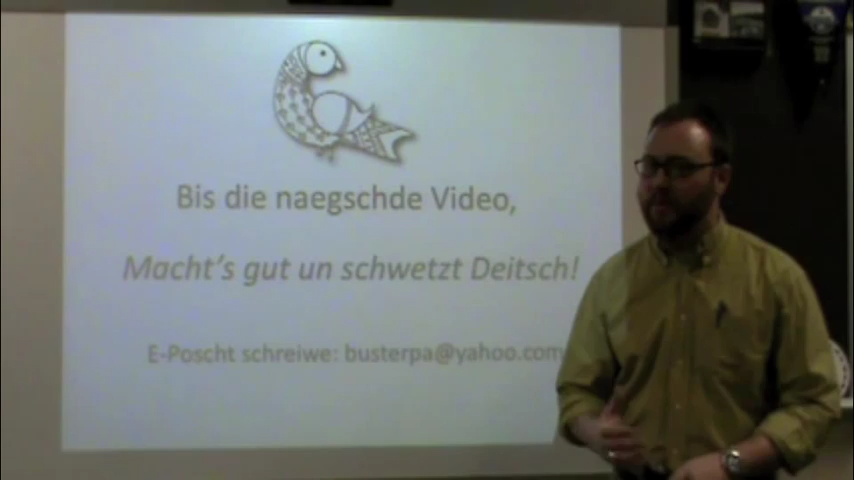 Bis die naegschde Video,
Macht's gut un schwetzt Deitsch!
E-Poscht schreiwe: busterpa@yahoo.com